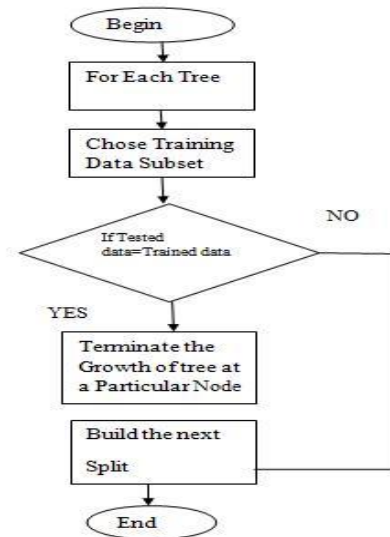 Begin
For Each Tree
Chose Training
Data Subset
NO
If Tested
data=Trained data
YES
Terminate the
Growth of tree at
a Particular Node
Build the next
Split
End